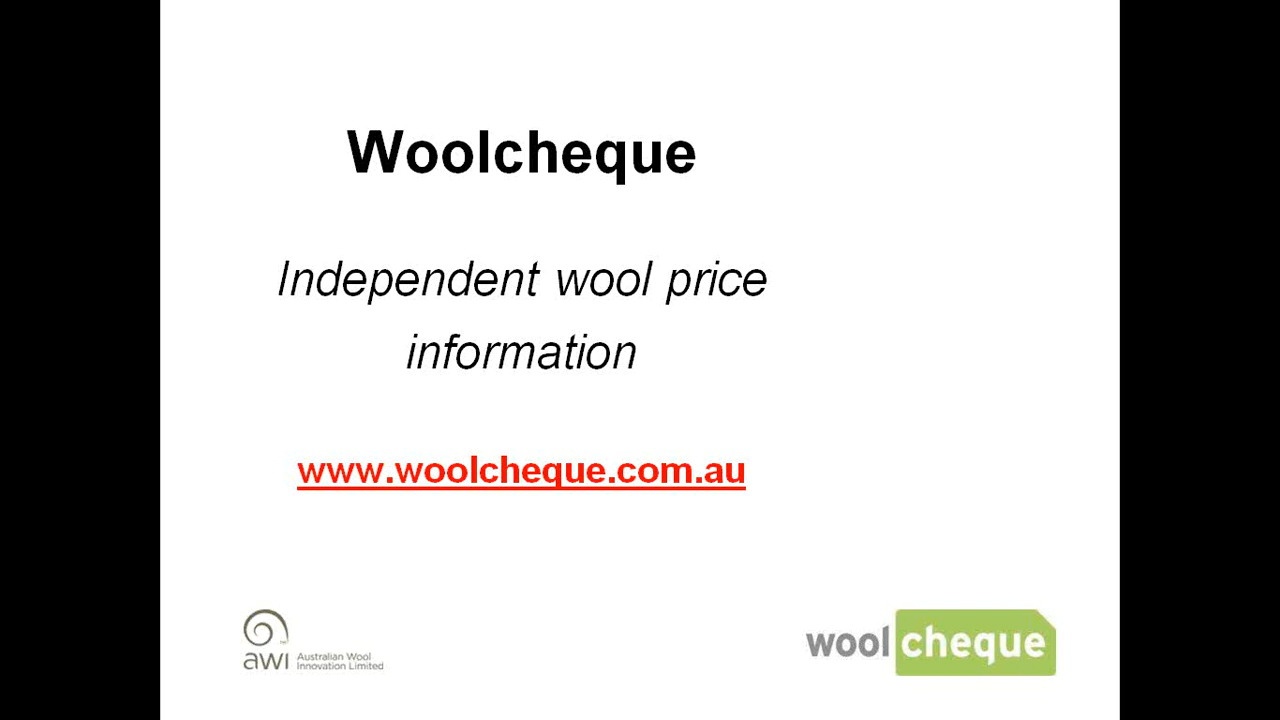 Woolcheque
Independent wool price
information
www.woolcheque.com.au
awi
Australian Wool
Innovation Limited
wool cheque